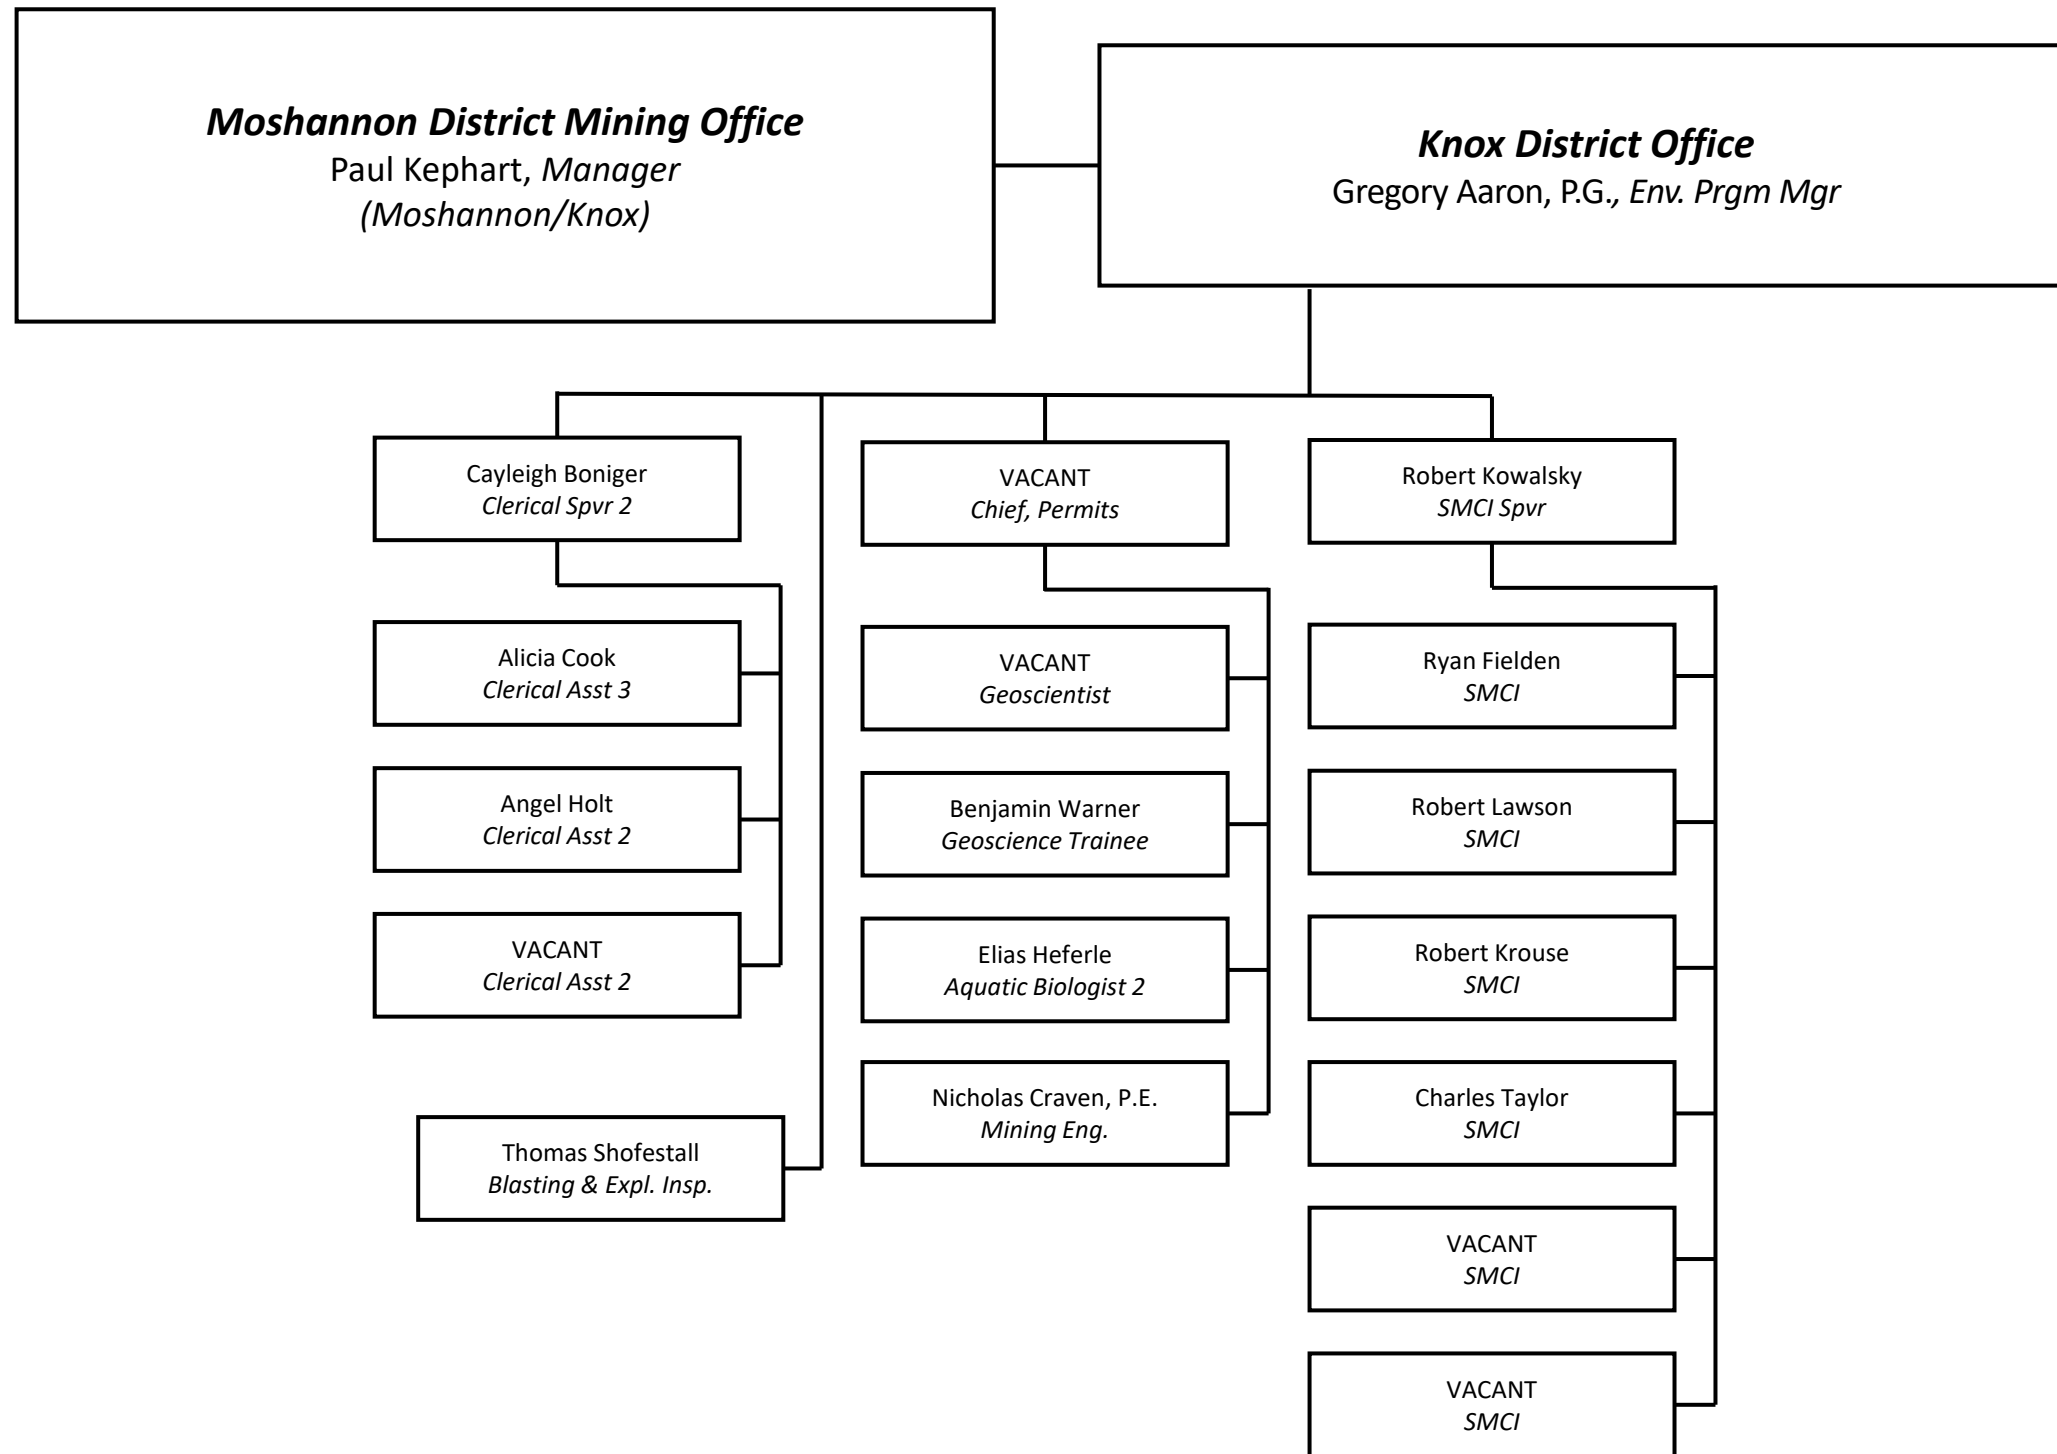 Moshannon District Mining Office
Paul Kephart, Manager
(Moshannon/Knox)
Knox District Office
Gregory Aaron, P.G., Env. Prgm Mgr
Cayleigh Boniger
Clerical Spvr 2
Alicia Cook
Clerical Asst 3
Angel Holt
Clerical Asst 2
VACANT
Clerical Asst 2
Thomas Shofestall
Blasting & Expl. Insp.
VACANT
Chief, Permits
VACANT
Geoscientist
Benjamin Warner
Geoscience Trainee
Elias Heferle
Aquatic Biologist 2
Nicholas Craven, P.E.
Mining Eng.
Robert Kowalsky
SMCI Spvr
Ryan Fielden
SMCI
Robert Lawson
SMCI
Robert Krouse
SMCI
Charles Taylor
SMCI
VACANT
SMCI
VACANT
SMCI